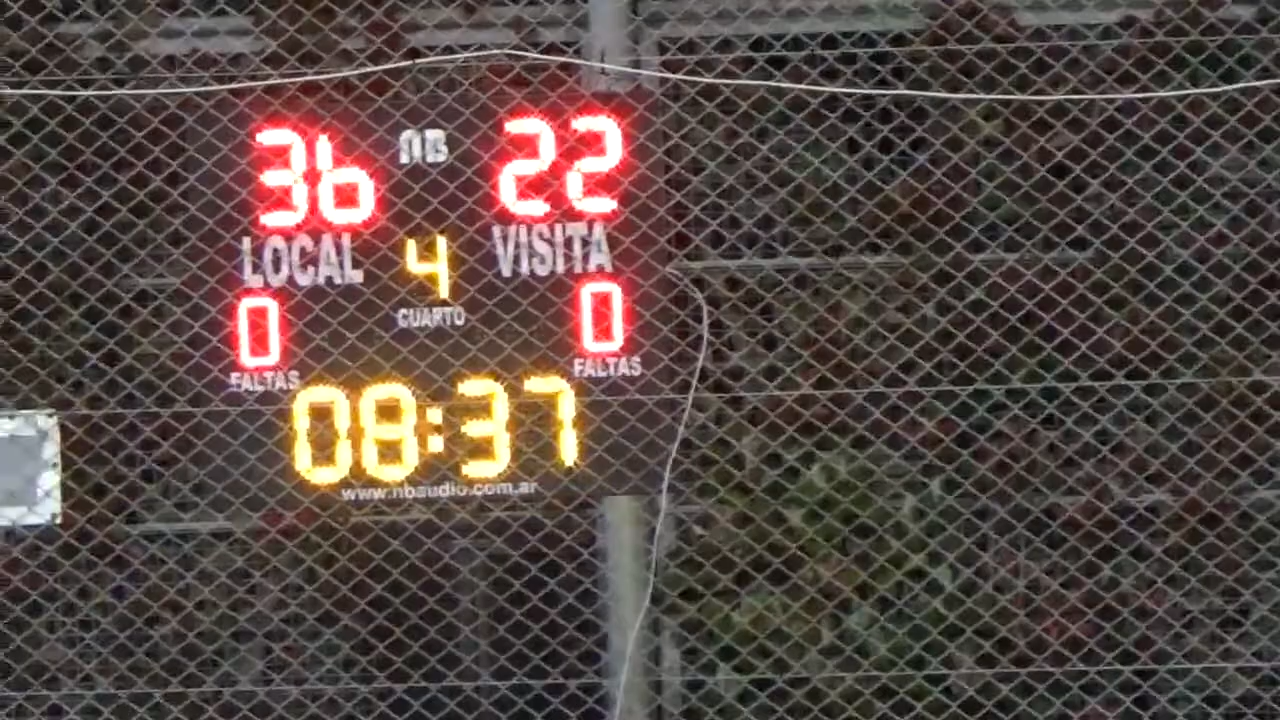 36 nB 22
LOCAL 4 VISITA
0 CUARTO 0
FALTAS FALTAS
08:37
www.nbaudio.com.ar